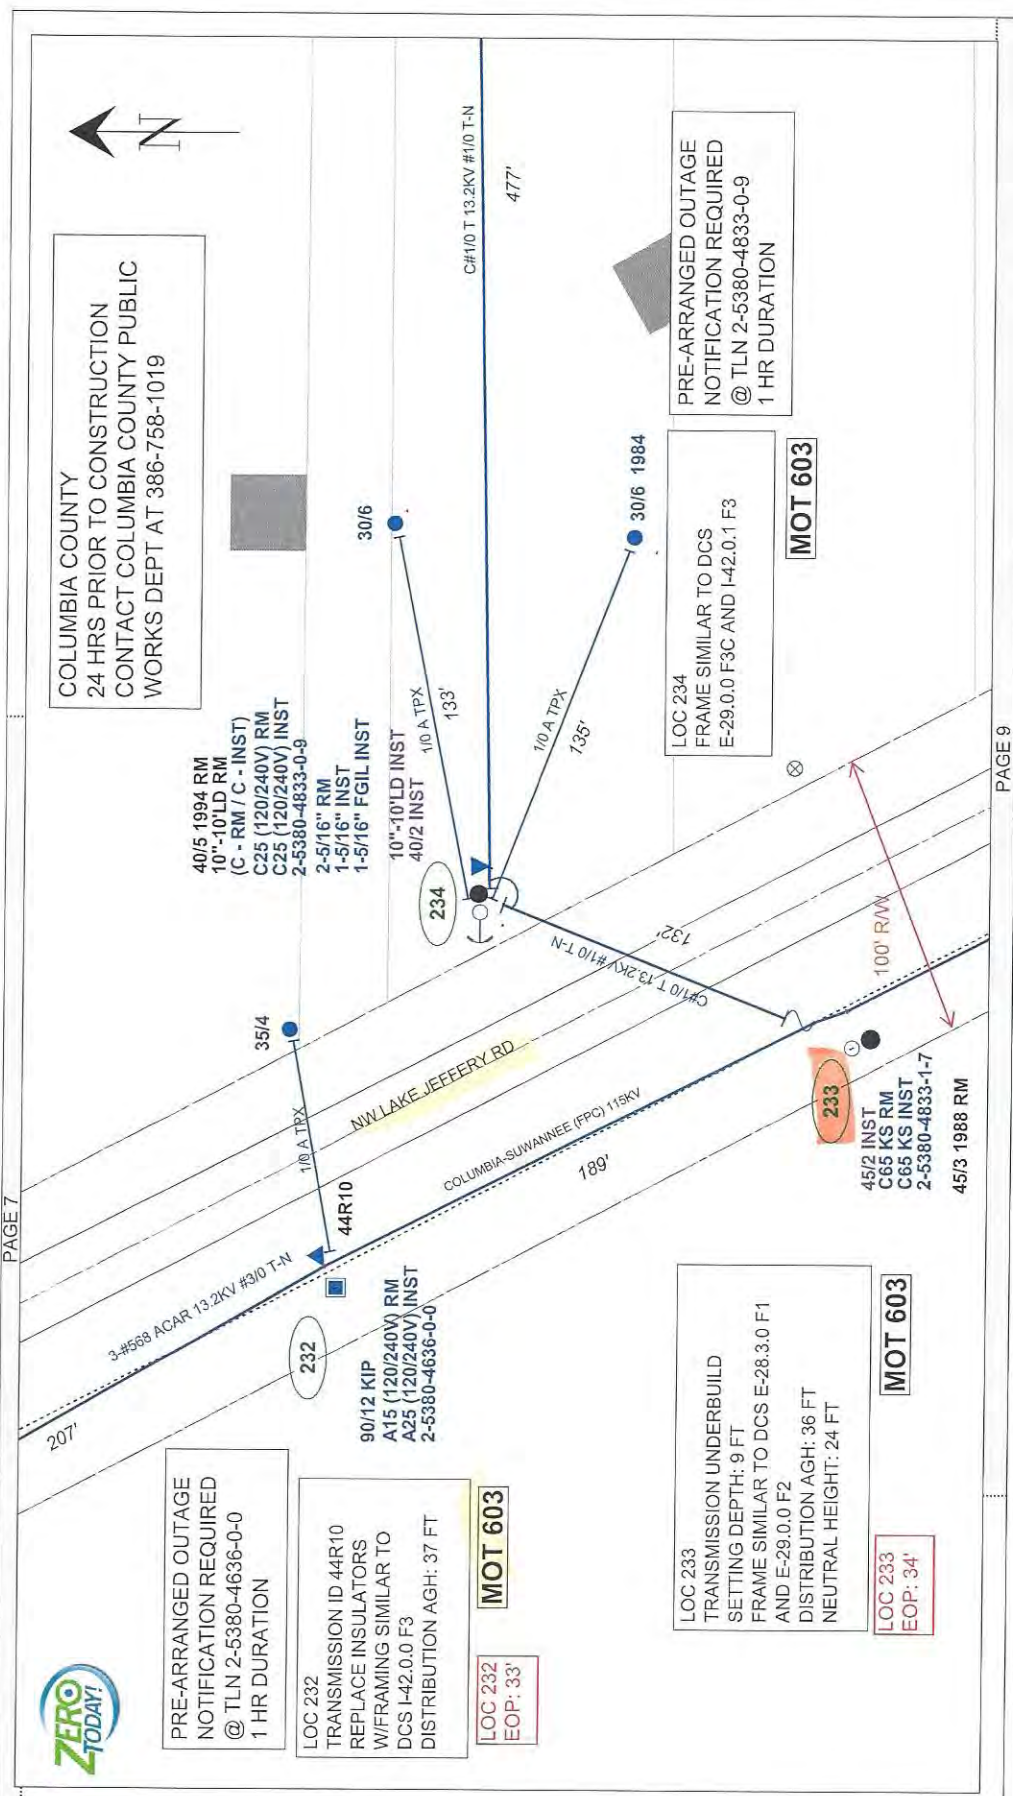 ZERO
TODAY!
PRE-ARRANGED OUTAGE
NOTIFICATION REQUIRED
@ TLN 2-5380-4636-0-0
1 HR DURATION
LOC 232
TRANSMISSION ID 44R10
REPLACE INSULATORS
W/FRAMING SIMILAR TO
DCS I-42.0.0 F3
DISTRIBUTION AGH: 37 FT
LOC 232
EOP: 33'
MOT 603
207'
PAGE 7
3-#568 ACAR 13.2KV #3/0 T-N
232
90/12 KIP
A15 (120/240V) RM
A25 (120/240V) INST
2-5380-4636-0-0
44R10
1/0 A TPX
35/4
NW LAKE JEFFERY RD
COLUMBIA-SUWANNEE (FPC) 115KV
189'
LOC 233
TRANSMISSION UNDERBUILD
SETTING DEPTH: 9 FT
FRAME SIMILAR TO DCS E-28.3.0 F1
AND E-29.0.0 F2
DISTRIBUTION AGH: 36 FT
NEUTRAL HEIGHT: 24 FT
LOC 233
EOP: 34'
MOT 603
233
45/2 INST
C65 KS RM
C65 KS INST
2-5380-4833-1-7
45/3 1988 RM
100' R/W
COLUMBIA COUNTY
24 HRS PRIOR TO CONSTRUCTION
CONTACT COLUMBIA COUNTY PUBLIC
WORKS DEPT AT 386-758-1019
N
40/5 1994 RM
10"-10'LD RM
(C - RM / C - INST)
C25 (120/240V) RM
C25 (120/240V) INST
2-5380-4833-0-9
2-5/16" RM
1-5/16" INST
1-5/16" FGIL INST
10"-10'LD INST
40/2 INST
234
30/6
1/0 A TPX
133'
C#1/0 T 13.2KV #1/0 T-N
477'
1/0 A TPX
135'
30/6 1984
C#1/0 T 13.2KV #1/0 T-N
132'
LOC 234
FRAME SIMILAR TO DCS
E-29.0.0 F3C AND I-42.0.1 F3
PRE-ARRANGED OUTAGE
NOTIFICATION REQUIRED
@ TLN 2-5380-4833-0-9
1 HR DURATION
MOT 603
PAGE 9